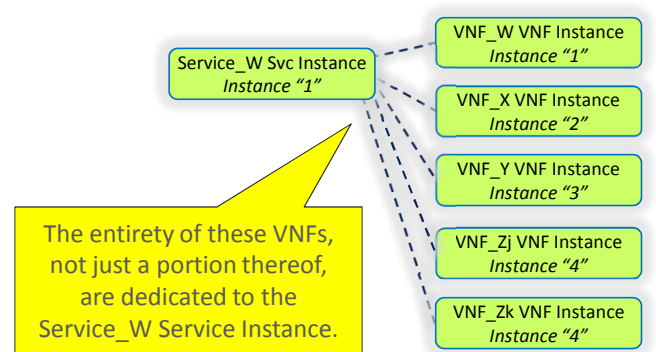 VNF_W VNF Instance
Instance “1”
Service_W Svc Instance
Instance “1”
VNF_X VNF Instance
Instance “2”
VNF_Y VNF Instance
Instance “3”
The entirety of these VNFs,
not just a portion thereof,
are dedicated to the
Service_W Service Instance.
VNF_Zj VNF Instance
Instance “4”
VNF_Zk VNF Instance
Instance “4”